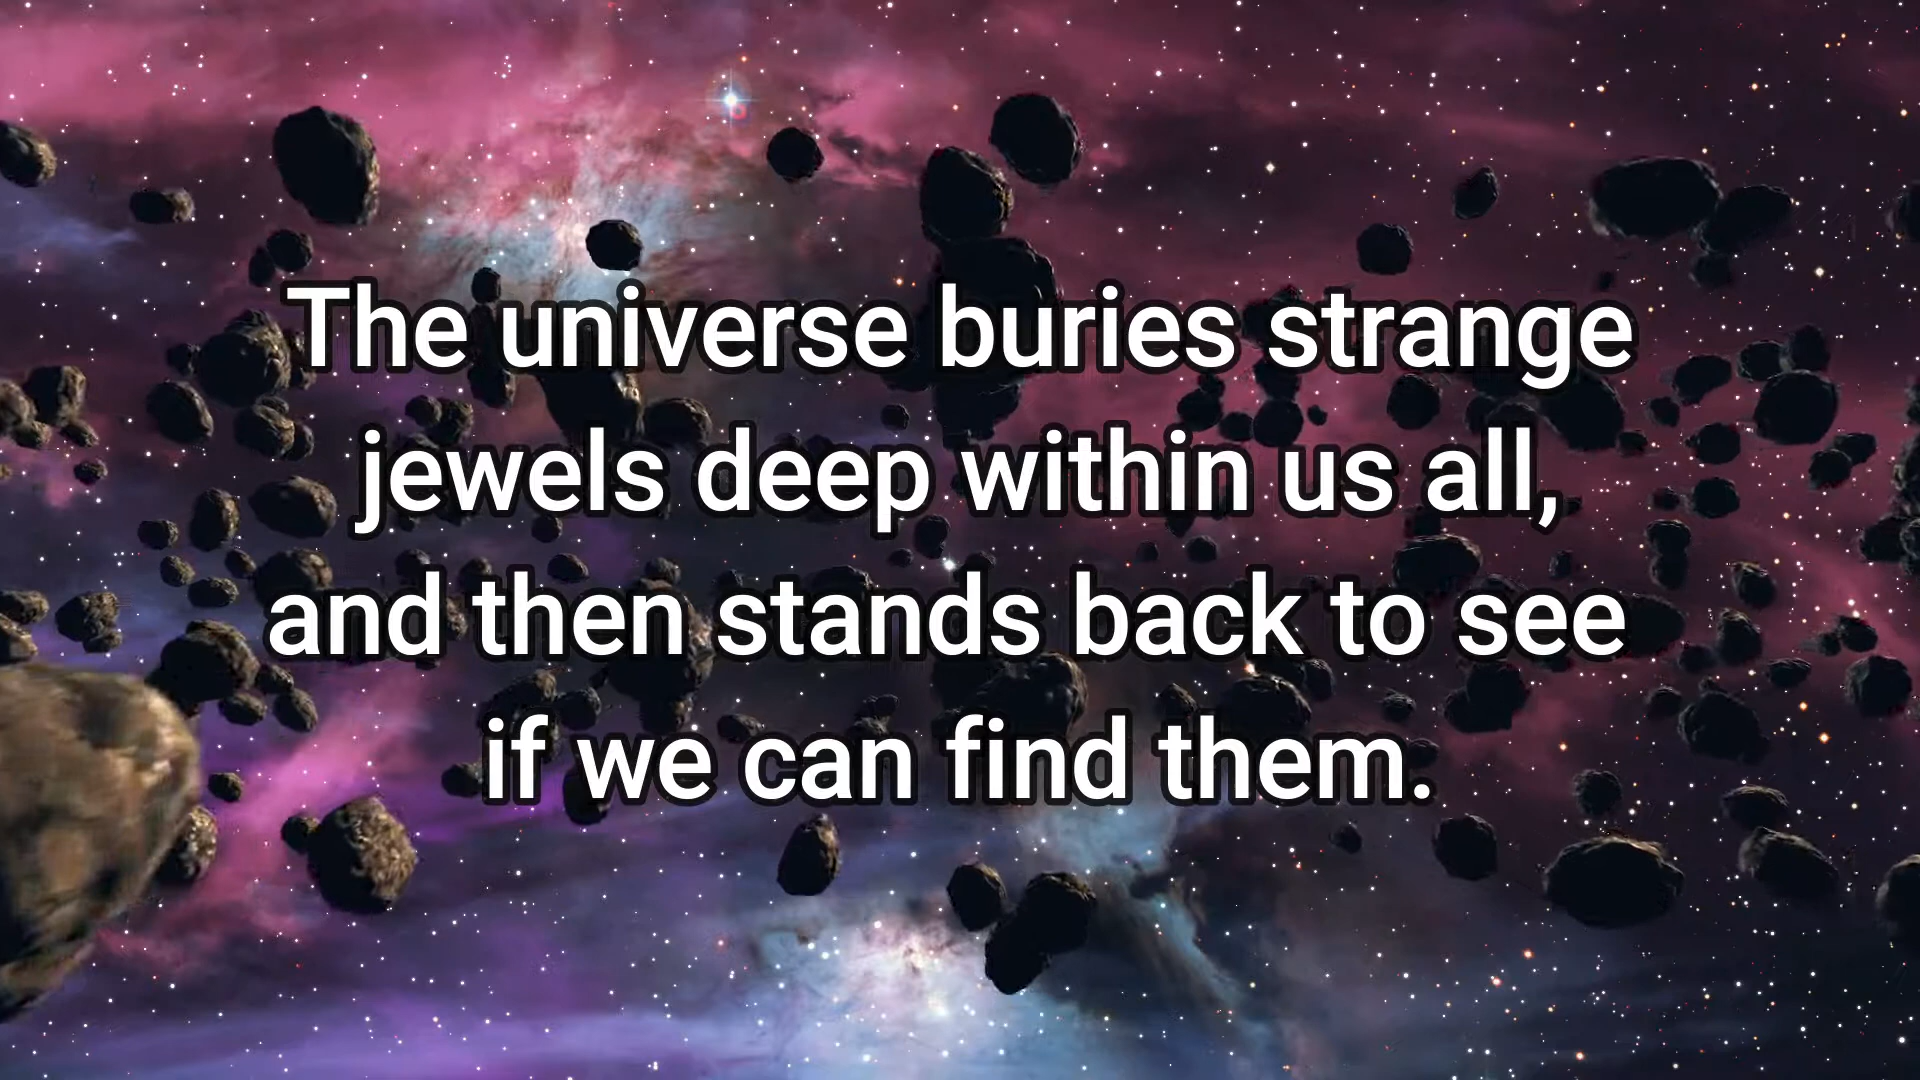 The universe buries strange
jewels deep within us all,
and then stands back to see
if we can find them.